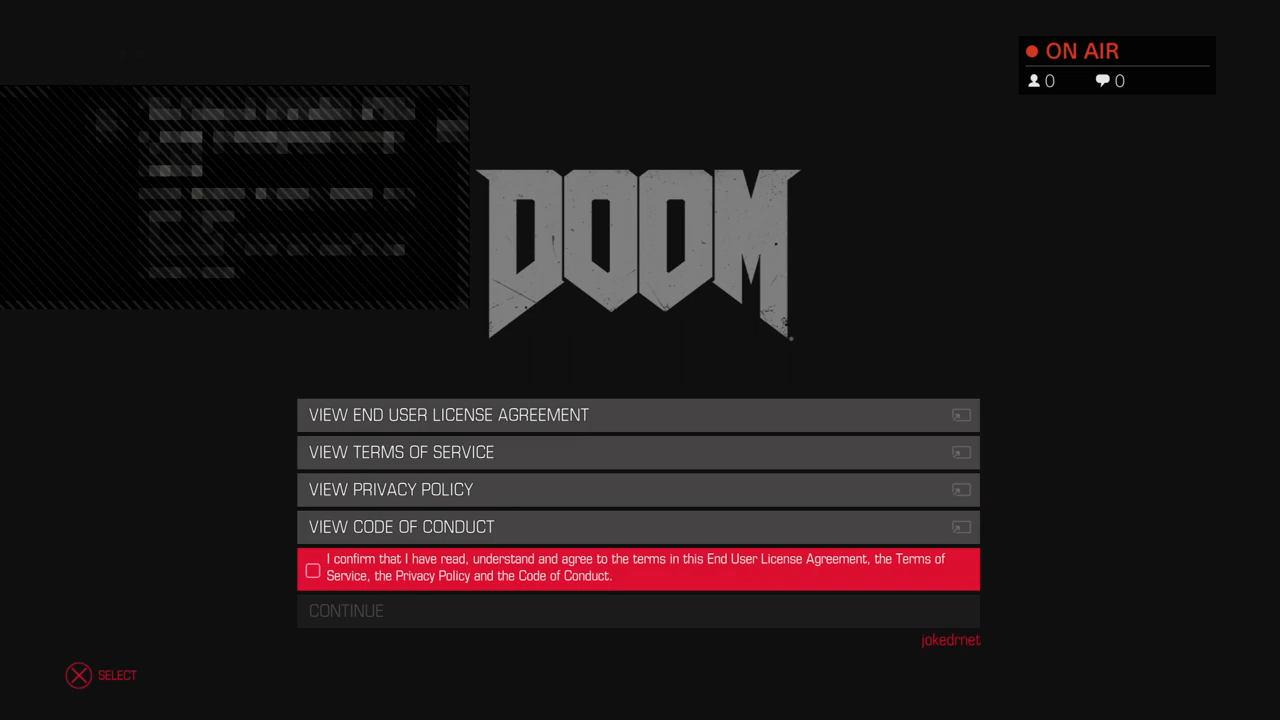 ON AIR
0 0
DOOM
VIEW END USER LICENSE AGREEMENT
VIEW TERMS OF SERVICE
VIEW PRIVACY POLICY
VIEW CODE OF CONDUCT
I confirm that I have read, understand and agree to the terms in this End User License Agreement, the Terms of
Service, the Privacy Policy and the Code of Conduct.
CONTINUE
jokedrnet
SELECT